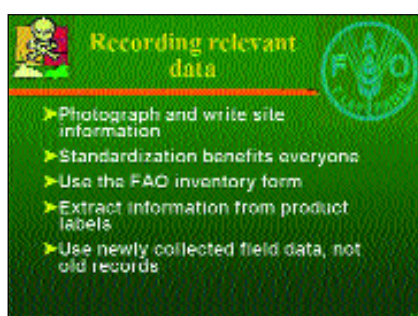 Recording relevant
data
F A O
➤Photograph and write site
information
➤Standardization benefits everyone
➤Use the FAO inventory form
➤Extract information from product
labels
➤Use newly collected field data, not
old records